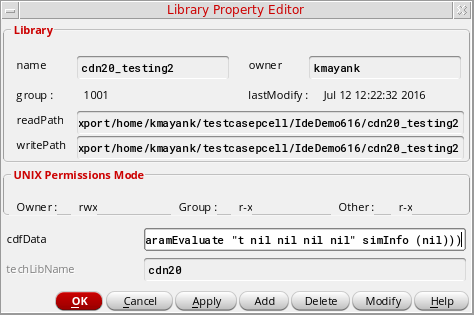 Library Property Editor
Library
name cdn20_testing2 owner kmayank
group : 1001 lastModify : Jul 12 12:22:32 2016
readPath xport/home/kmayank/testcasepcell/IdeDemo616/cdn20_testing2
writePath xport/home/kmayank/testcasepcell/IdeDemo616/cdn20_testing2
UNIX Permissions Mode
Owner: rwx Group : r-x Other : r-x
cdfData aramEvaluate "t nil nil nil nil" simInfo (nil)))
techLibName cdn20
OK Cancel Apply Add Delete Modify Help